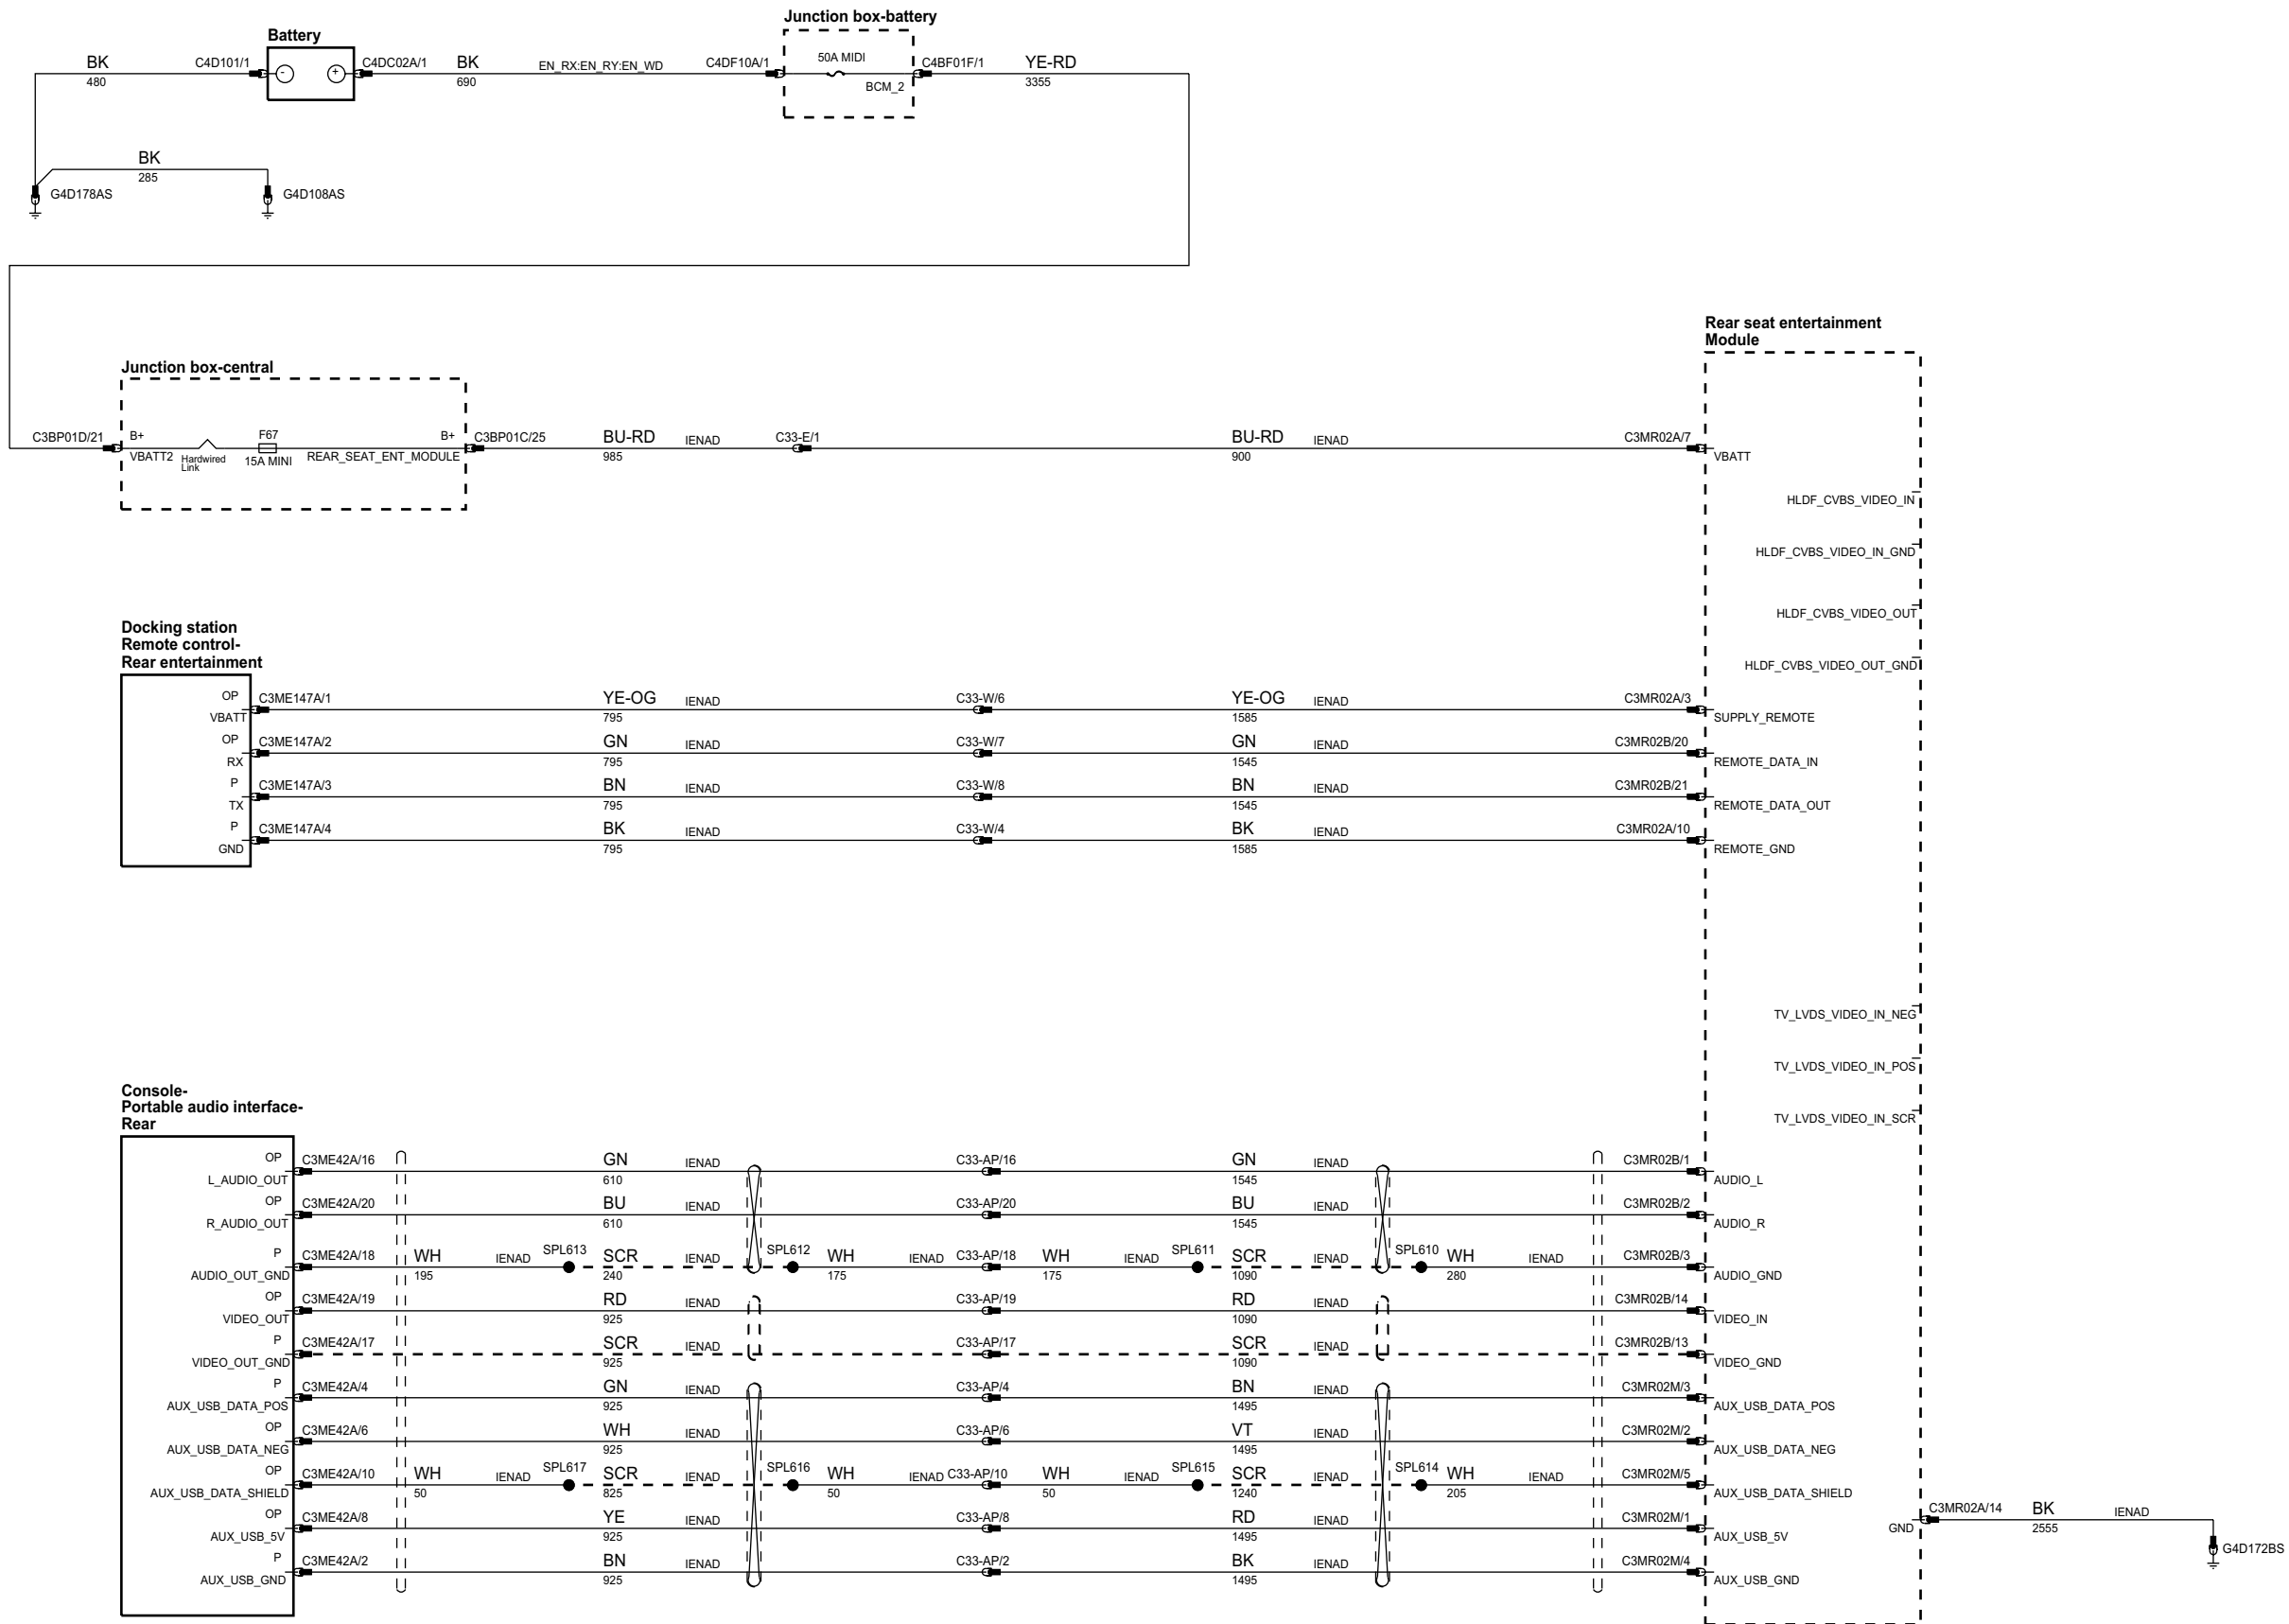 Junction box-battery
Battery
BK
480
C4D101/1
-
+
C4DC02A/1
BK
690
EN_RX:EN_RY:EN_WD
C4DF10A/1
50A MIDI
BCM_2
C4BF01F/1
YE-RD
3355
BK
285
G4D178AS
G4D108AS
Rear seat entertainment
Module
Junction box-central
C3BP01D/21
B+
VBATT2
Hardwired
Link
F67
15A MINI
B+
REAR_SEAT_ENT_MODULE
C3BP01C/25
BU-RD
985
IENAD
C33-E/1
BU-RD
900
IENAD
C3MR02A/7
VBATT
HLDF_CVBS_VIDEO_IN
HLDF_CVBS_VIDEO_IN_GND
HLDF_CVBS_VIDEO_OUT
HLDF_CVBS_VIDEO_OUT_GND
Docking station
Remote control-
Rear entertainment
OP
VBATT
C3ME147A/1
YE-OG
795
IENAD
C33-W/6
YE-OG
1585
IENAD
C3MR02A/3
SUPPLY_REMOTE
OP
RX
C3ME147A/2
GN
795
IENAD
C33-W/7
GN
1545
IENAD
C3MR02B/20
REMOTE_DATA_IN
P
TX
C3ME147A/3
BN
795
IENAD
C33-W/8
BN
1545
IENAD
C3MR02B/21
REMOTE_DATA_OUT
P
GND
C3ME147A/4
BK
795
IENAD
C33-W/4
BK
1585
IENAD
C3MR02A/10
REMOTE_GND
TV_LVDS_VIDEO_IN_NEG
TV_LVDS_VIDEO_IN_POS
TV_LVDS_VIDEO_IN_SCR
Console-
Portable audio interface-
Rear
OP
L_AUDIO_OUT
C3ME42A/16
GN
610
IENAD
C33-AP/16
GN
1545
IENAD
C3MR02B/1
AUDIO_L
OP
R_AUDIO_OUT
C3ME42A/20
BU
610
IENAD
C33-AP/20
BU
1545
IENAD
C3MR02B/2
AUDIO_R
P
AUDIO_OUT_GND
C3ME42A/18
WH
195
IENAD
SPL613
SCR
240
IENAD
SPL612
WH
175
IENAD
C33-AP/18
WH
175
IENAD
SPL611
SCR
1090
IENAD
SPL610
WH
280
IENAD
C3MR02B/3
AUDIO_GND
OP
VIDEO_OUT
C3ME42A/19
RD
925
IENAD
C33-AP/19
RD
1090
IENAD
C3MR02B/14
VIDEO_IN
P
VIDEO_OUT_GND
C3ME42A/17
SCR
925
IENAD
C33-AP/17
SCR
1090
IENAD
C3MR02B/13
VIDEO_GND
P
AUX_USB_DATA_POS
C3ME42A/4
GN
925
IENAD
C33-AP/4
BN
1495
IENAD
C3MR02M/3
AUX_USB_DATA_POS
OP
AUX_USB_DATA_NEG
C3ME42A/6
WH
925
IENAD
C33-AP/6
VT
1495
IENAD
C3MR02M/2
AUX_USB_DATA_NEG
OP
AUX_USB_DATA_SHIELD
C3ME42A/10
WH
50
IENAD
SPL617
SCR
825
IENAD
SPL616
WH
50
IENAD
C33-AP/10
WH
50
IENAD
SPL615
SCR
1240
IENAD
SPL614
WH
205
IENAD
C3MR02M/5
AUX_USB_DATA_SHIELD
OP
AUX_USB_5V
C3ME42A/8
YE
925
IENAD
C33-AP/8
RD
1495
IENAD
C3MR02M/1
AUX_USB_5V
P
AUX_USB_GND
C3ME42A/2
BN
925
IENAD
C33-AP/2
BK
1495
IENAD
C3MR02M/4
AUX_USB_GND
GND
C3MR02A/14
BK
2555
IENAD
G4D172BS